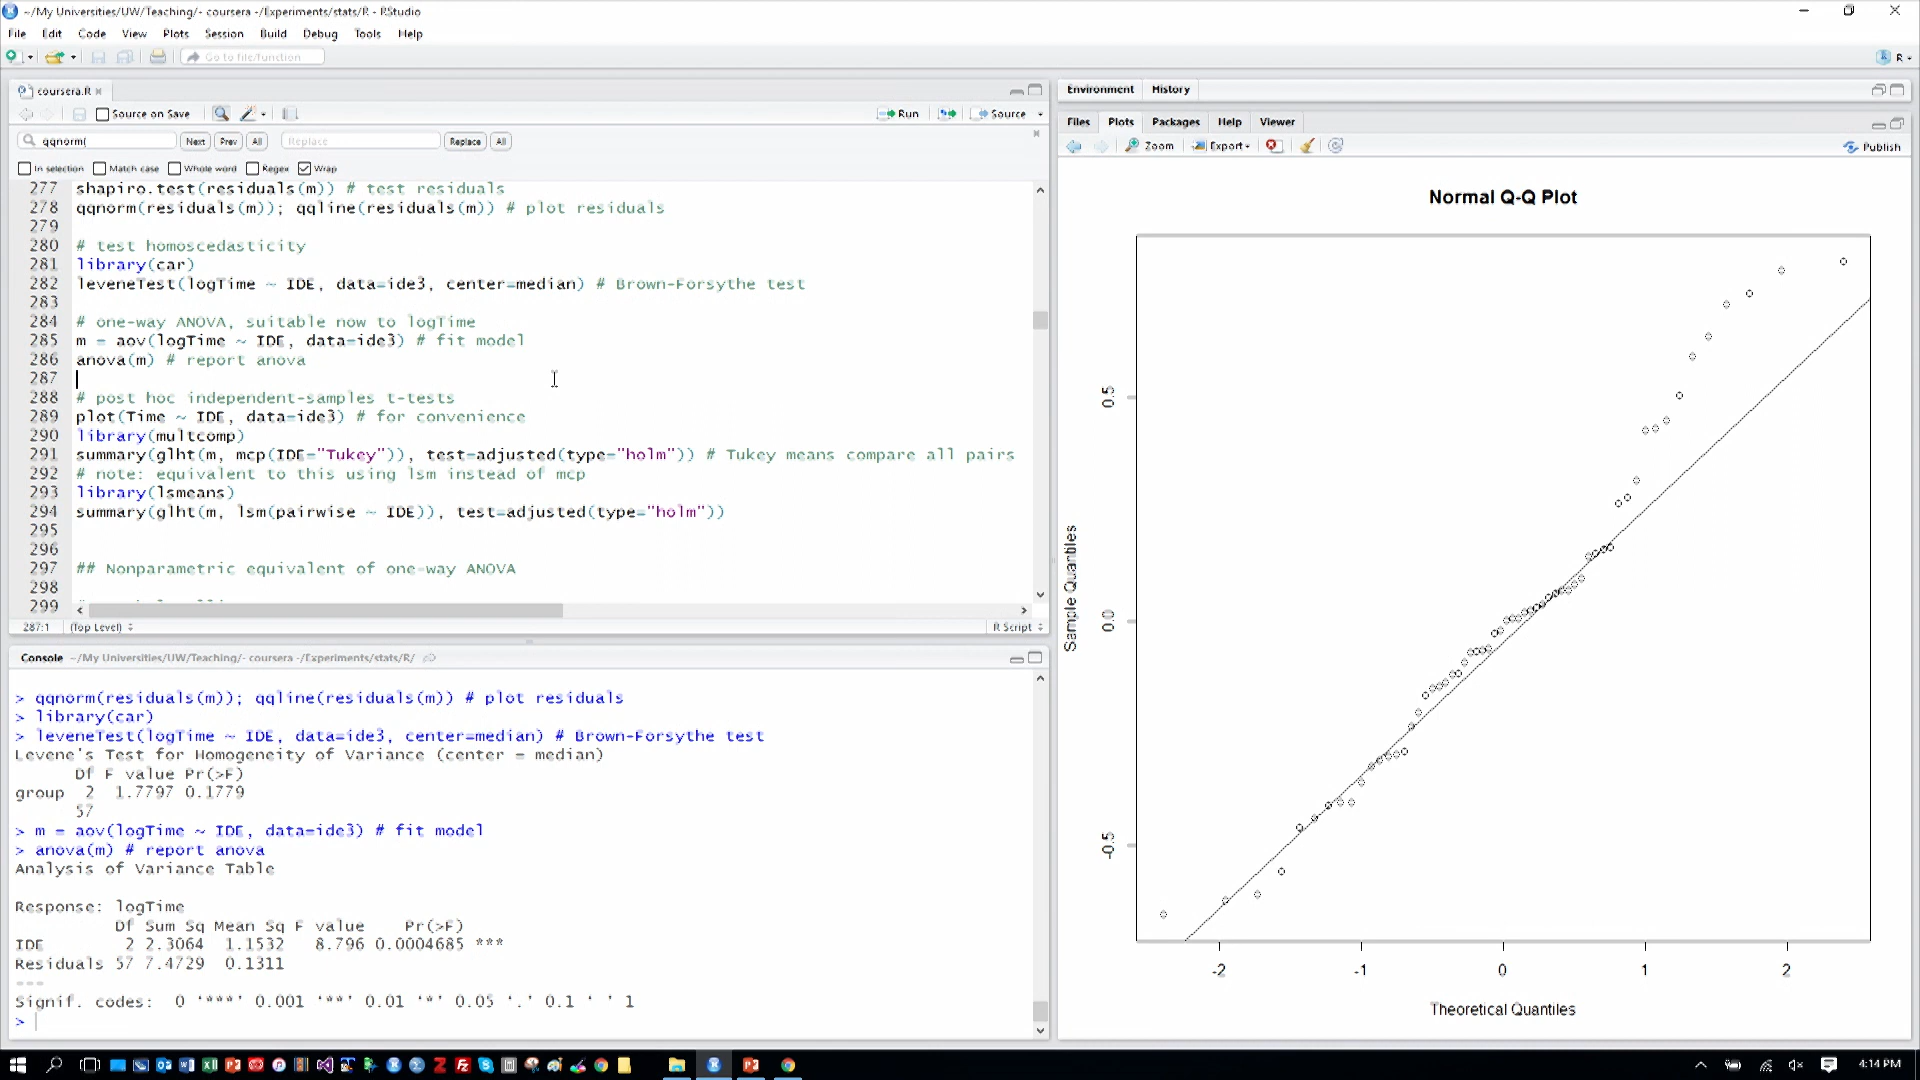 ~/My Universities/UW/Teaching/- coursera -/Experiments/stats/R - RStudio
File Edit Code View Plots Session Build Debug Tools Help
Go to file/function
R
coursera.R
Source on Save
Run
Source
qqnorm(
Next Prev All
Replace
Replace All
In selection Match case Whole word Regex Wrap
277 shapiro.test(residuals(m)) # test residuals
278 qqnorm(residuals(m)); qqline(residuals(m)) # plot residuals
279
280 # test homoscedasticity
281 library(car)
282 leveneTest(logTime ~ IDE, data=ide3, center=median) # Brown-Forsythe test
283
284 # one-way ANOVA, suitable now to logTime
285 m = aov(logTime ~ IDE, data=ide3) # fit model
286 anova(m) # report anova
287
288 # post hoc independent-samples t-tests
289 plot(Time ~ IDE, data=ide3) # for convenience
290 library(multcomp)
291 summary(glht(m, mcp(IDE="Tukey")), test=adjusted(type="holm")) # Tukey means compare all pairs
292 # note: equivalent to this using lsm instead of mcp
293 library(lsmeans)
294 summary(glht(m, lsm(pairwise ~ IDE)), test=adjusted(type="holm"))
295
296
297 ## Nonparametric equivalent of one-way ANOVA
298
299
287:1 (Top Level) R Script
Console ~/My Universities/UW/Teaching/- coursera -/Experiments/stats/R/
> qqnorm(residuals(m)); qqline(residuals(m)) # plot residuals
> library(car)
> leveneTest(logTime ~ IDE, data=ide3, center=median) # Brown-Forsythe test
Levene's Test for Homogeneity of Variance (center = median)
Df F value Pr(>F)
group 2 1.7797 0.1779
57
> m = aov(logTime ~ IDE, data=ide3) # fit model
> anova(m) # report anova
Analysis of Variance Table
Response: logTime
Df Sum Sq Mean Sq F value Pr(>F)
IDE 2 2.3064 1.1532 8.796 0.0004685 ***
Residuals 57 7.4729 0.1311
---
Signif. codes: 0 '***' 0.001 '**' 0.01 '*' 0.05 '.' 0.1 ' ' 1
>
Environment History
Files Plots Packages Help Viewer
Zoom Export Publish
Normal Q-Q Plot
Sample Quantiles
0.5
0.0
-0.5
-2 -1 0 1 2
Theoretical Quantiles
4:14 PM